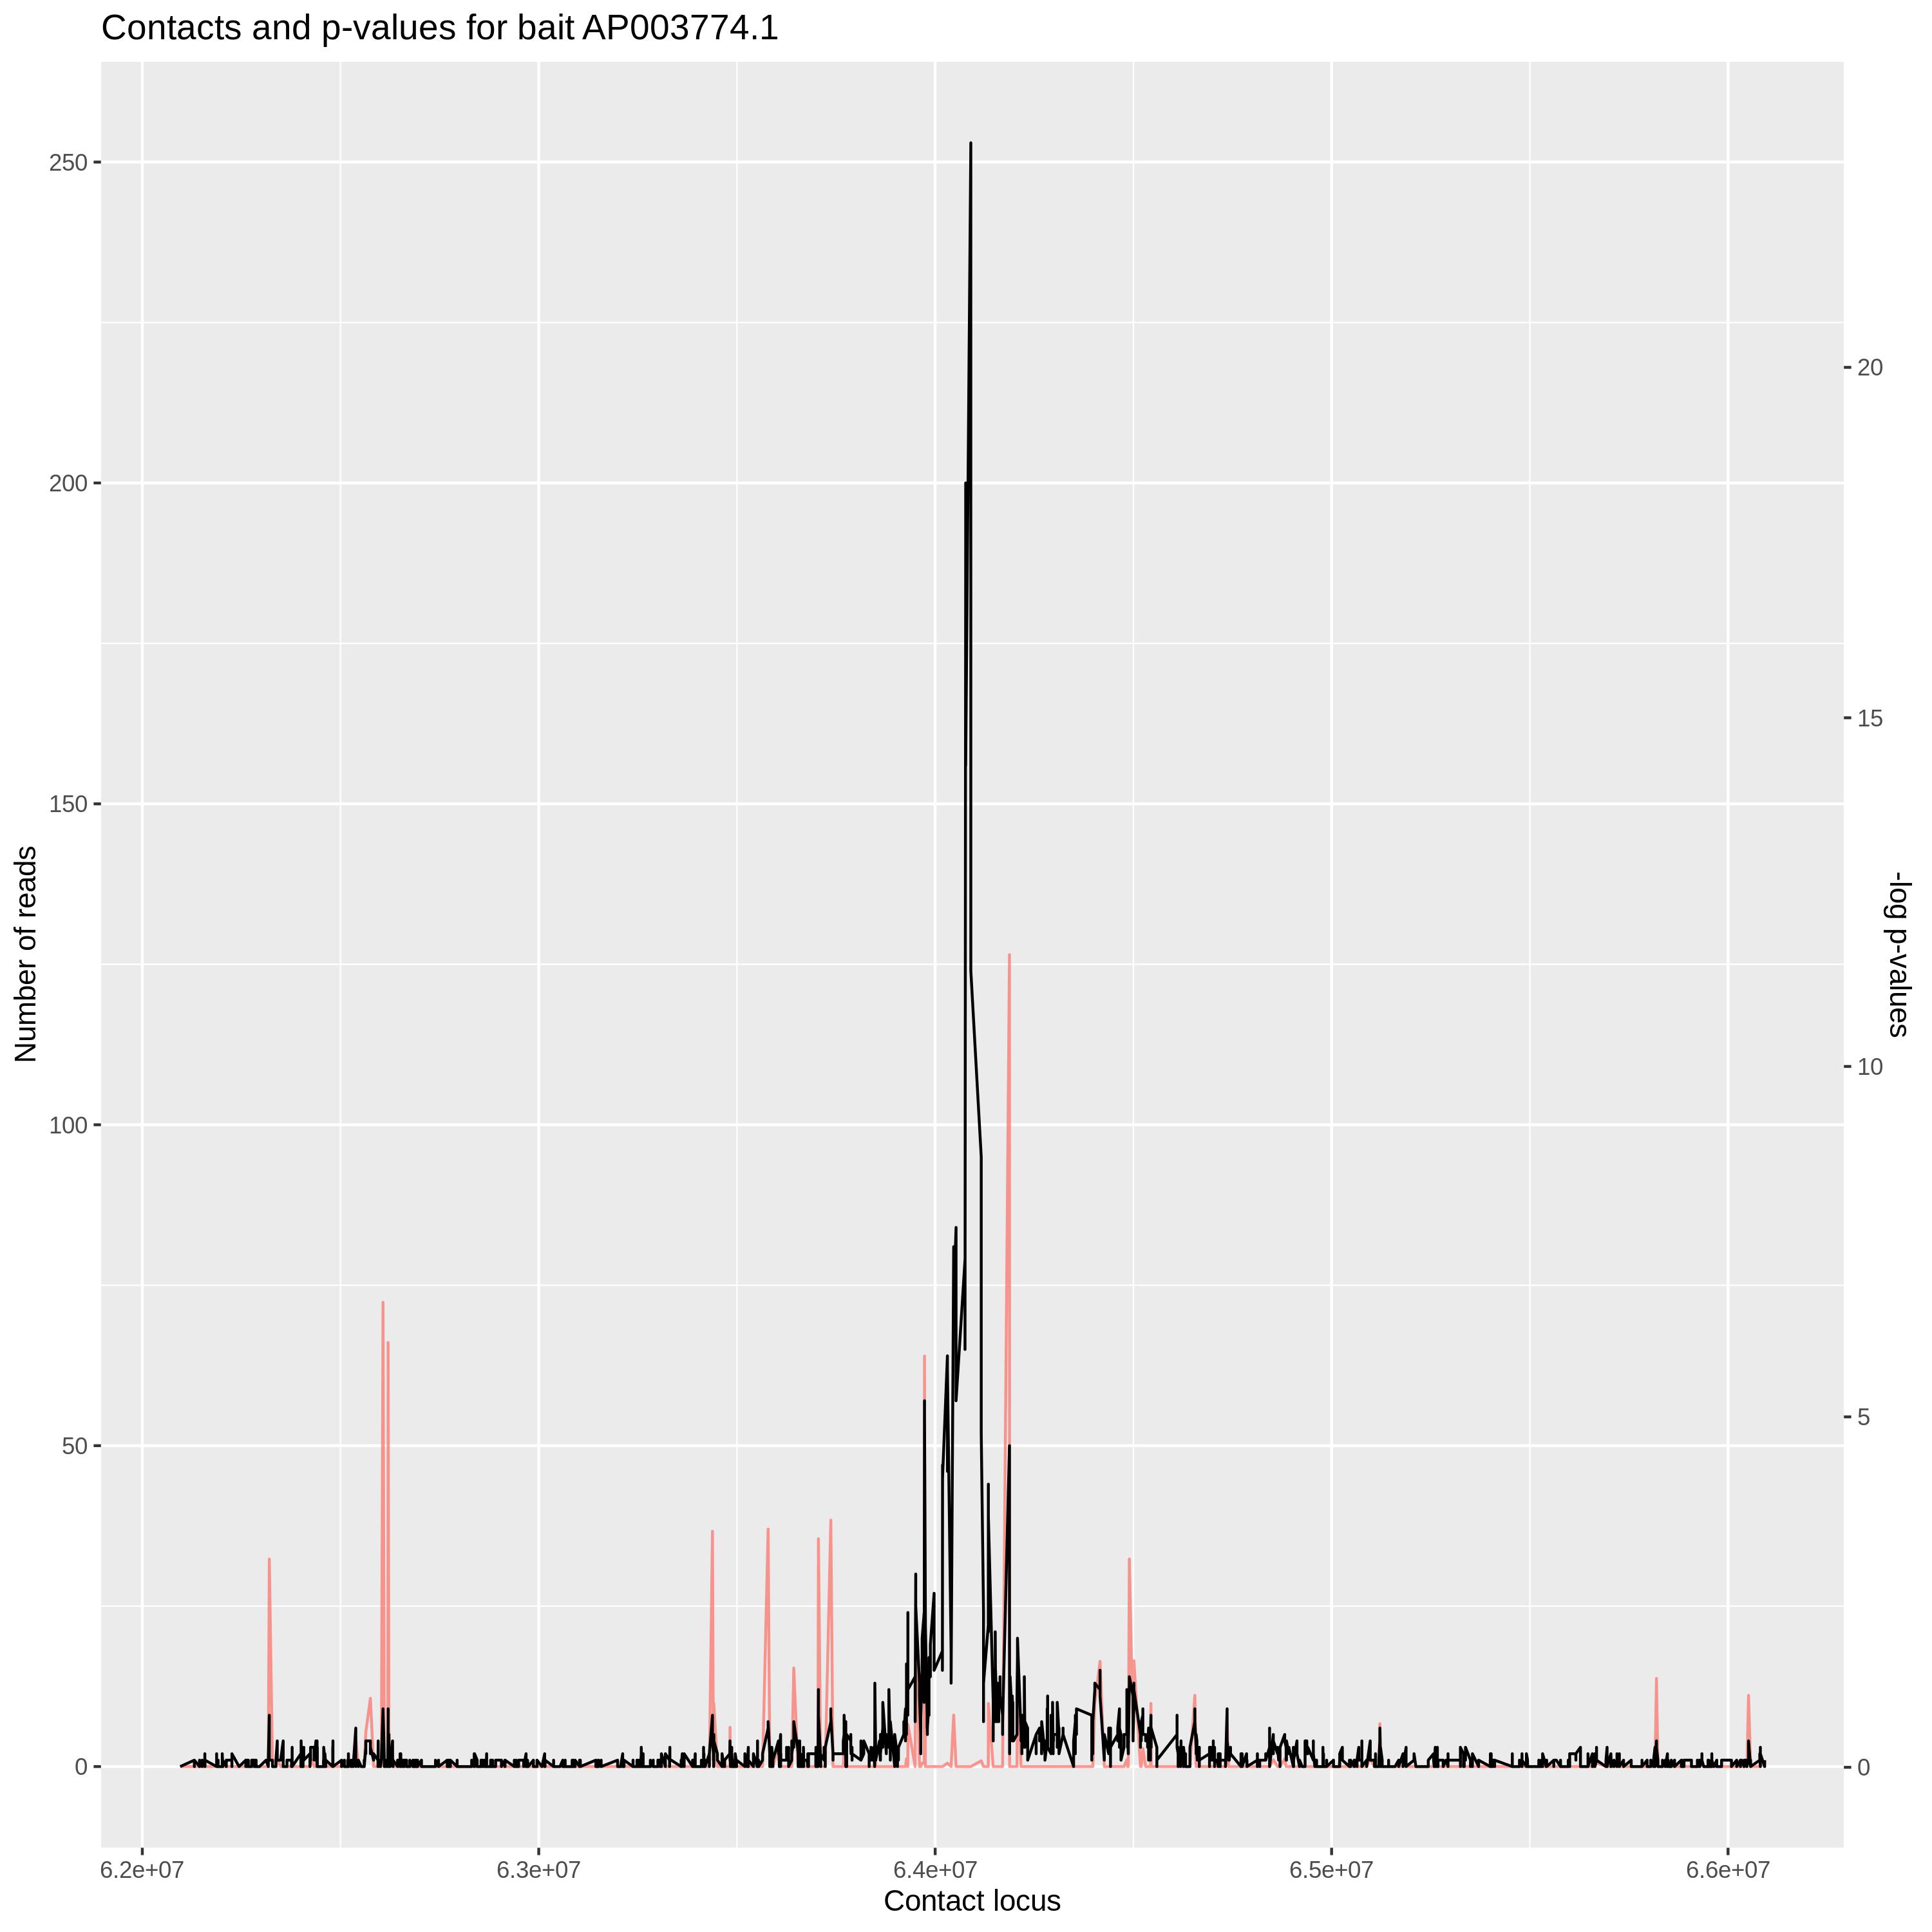 Contacts and p-values for bait AP003774.1
250
200
150
100
50
0
Number of reads
20
15
10
5
0
-log p-values
6.2e+07
6.3e+07
6.4e+07
6.5e+07
6.6e+07
Contact locus